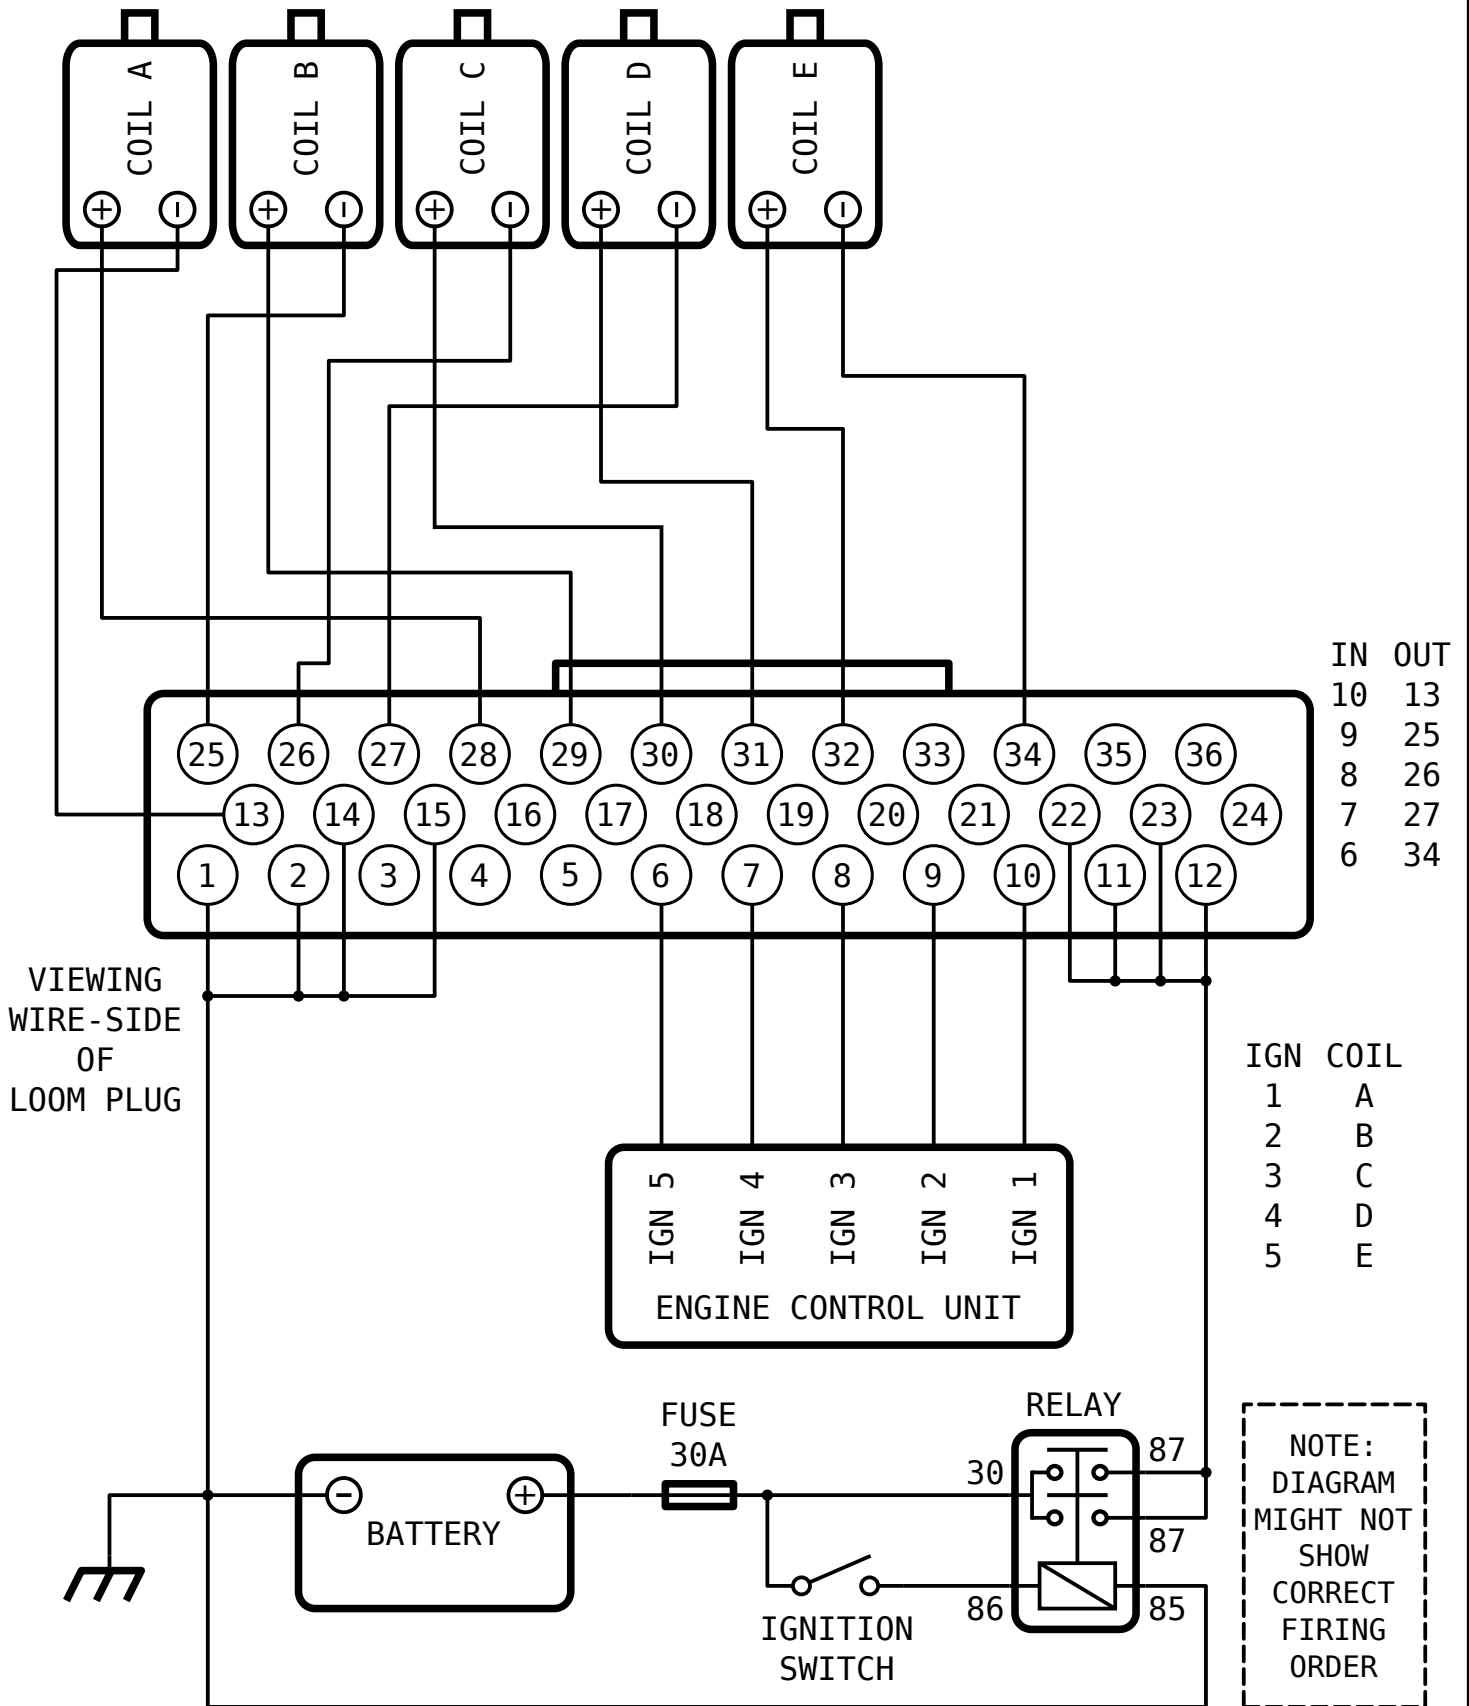 COIL A
COIL B
COIL C
COIL D
COIL E
+ -
+ -
+ -
+ -
+ -
IN OUT
10 13
9 25
8 26
7 27
6 34
25 26 27 28 29 30 31 32 33 34 35 36
13 14 15 16 17 18 19 20 21 22 23 24
1 2 3 4 5 6 7 8 9 10 11 12
VIEWING
WIRE-SIDE
OF
LOOM PLUG
IGN COIL
1 A
2 B
3 C
4 D
5 E
IGN 5
IGN 4
IGN 3
IGN 2
IGN 1
ENGINE CONTROL UNIT
FUSE
30A
RELAY
30
87
87
86
85
- +
BATTERY
IGNITION
SWITCH
NOTE:
DIAGRAM
MIGHT NOT
SHOW
CORRECT
FIRING
ORDER